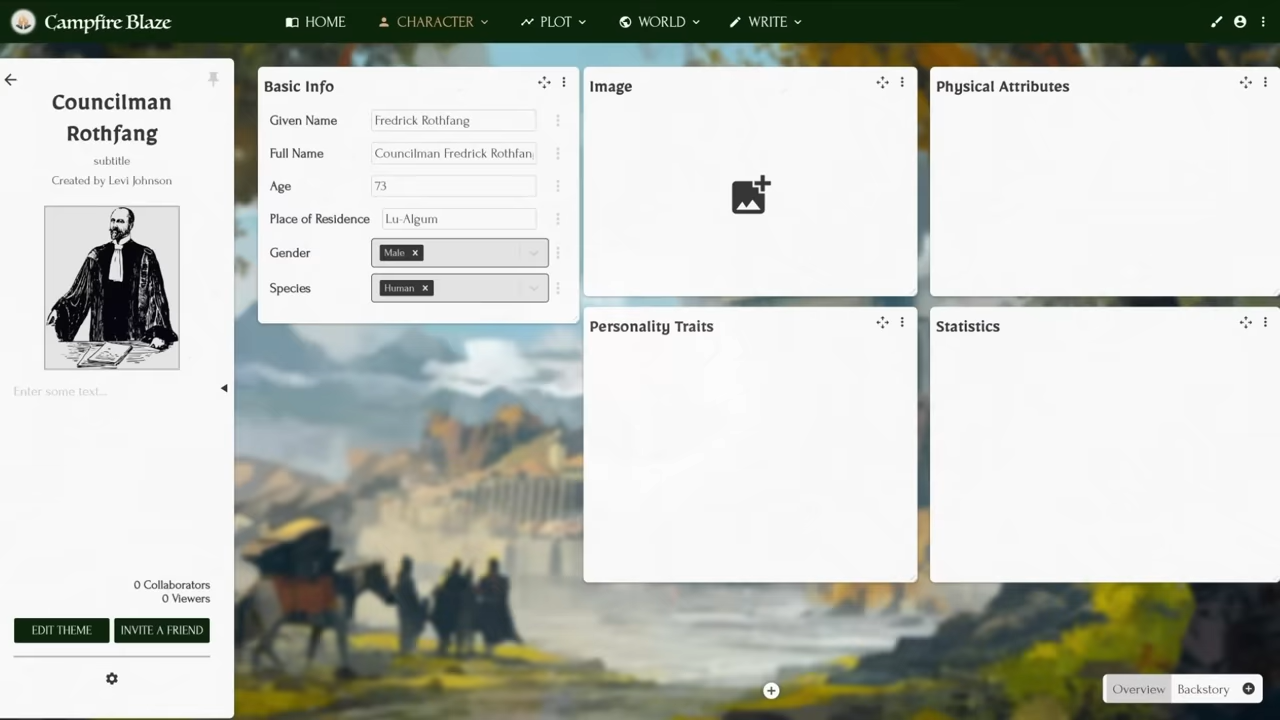 Campfire Blaze
HOME
CHARACTER
PLOT
WORLD
WRITE
Councilman
Rothfang
subtitle
Created by Levi Johnson
Enter some text...
0 Collaborators
0 Viewers
EDIT THEME
INVITE A FRIEND
Basic Info
Given Name
Fredrick Rothfang
Full Name
Councilman Fredrick Rothfan
Age
73
Place of Residence
Lu-Algum
Gender
Male x
Species
Human x
Image
Physical Attributes
Personality Traits
Statistics
Overview
Backstory